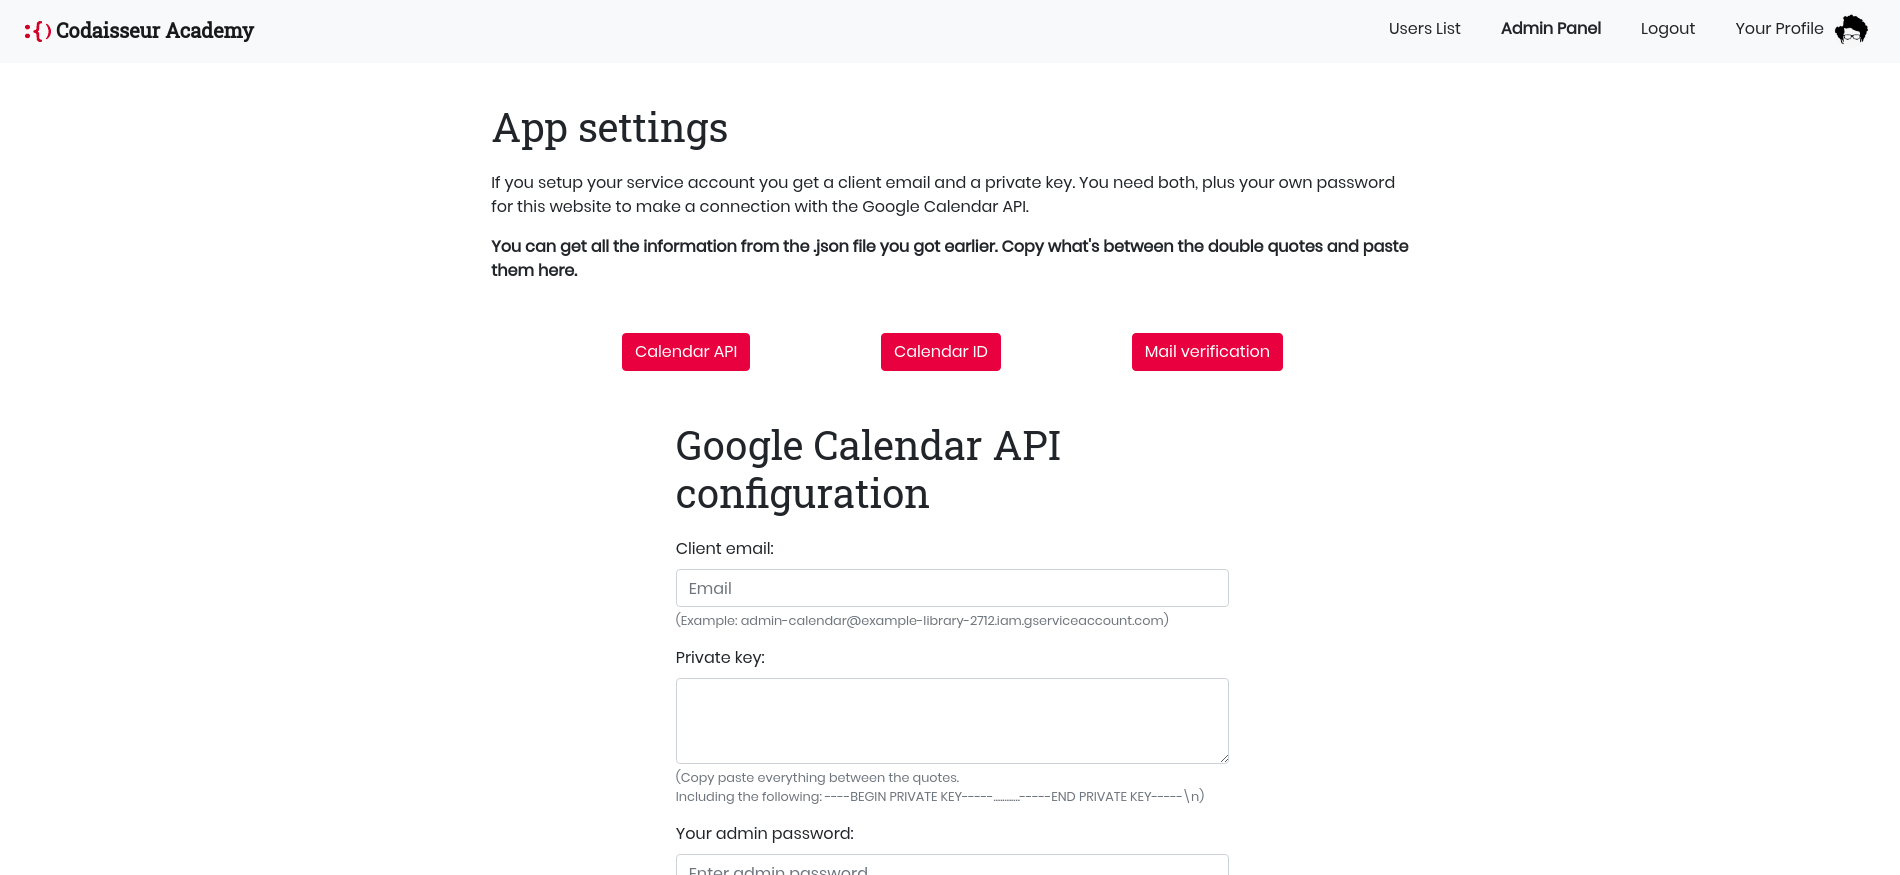 :{) Codaisseur Academy
Users List
Admin Panel
Logout
Your Profile
App settings
If you setup your service account you get a client email and a private key. You need both, plus your own password
for this website to make a connection with the Google Calendar API.
You can get all the information from the .json file you got earlier. Copy what's between the double quotes and paste
them here.
Calendar API
Calendar ID
Mail verification
Google Calendar API
configuration
Client email:
Email
(Example: admin-calendar@example-library-2712.iam.gserviceaccount.com)
Private key:
(Copy paste everything between the quotes.
Including the following: ----BEGIN PRIVATE KEY-----............-----END PRIVATE KEY-----\n)
Your admin password:
Enter admin password